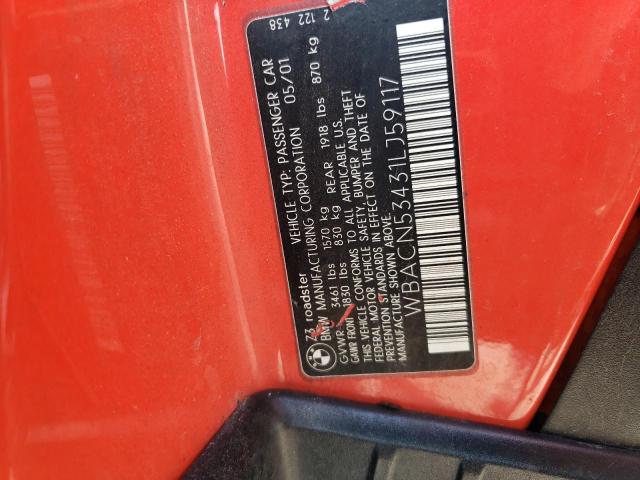 Z3 roadster VEHICLE TYP: PASSENGER CAR
BMW MANUFACTURING CORPORATION 05/01
GVWR 3461 lbs 1570 kg
GAWR FRONT 1830 lbs 830 kg REAR 1918 lbs 870 kg
THIS VEHICLE CONFORMS TO ALL APPLICABLE U.S.
FEDERAL MOTOR VEHICLE SAFETY, BUMPER AND THEFT
PREVENTION STANDARDS IN EFFECT ON THE DATE OF
MANUFACTURE SHOWN ABOVE.
WBACN53431LJ59117
2 122 438